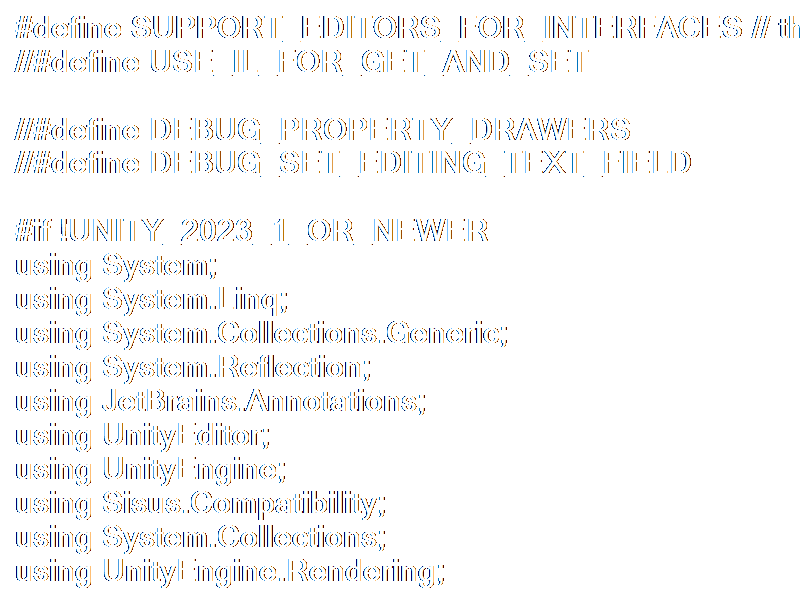 #define SUPPORT_EDITORS_FOR_INTERFACES // th
//#define USE_IL_FOR_GET_AND_SET

//#define DEBUG_PROPERTY_DRAWERS
//#define DEBUG_SET_EDITING_TEXT_FIELD

#if !UNITY_2023_1_OR_NEWER
using System;
using System.Linq;
using System.Collections.Generic;
using System.Reflection;
using JetBrains.Annotations;
using UnityEditor;
using UnityEngine;
using Sisus.Compatibility;
using System.Collections;
using UnityEngine.Rendering;